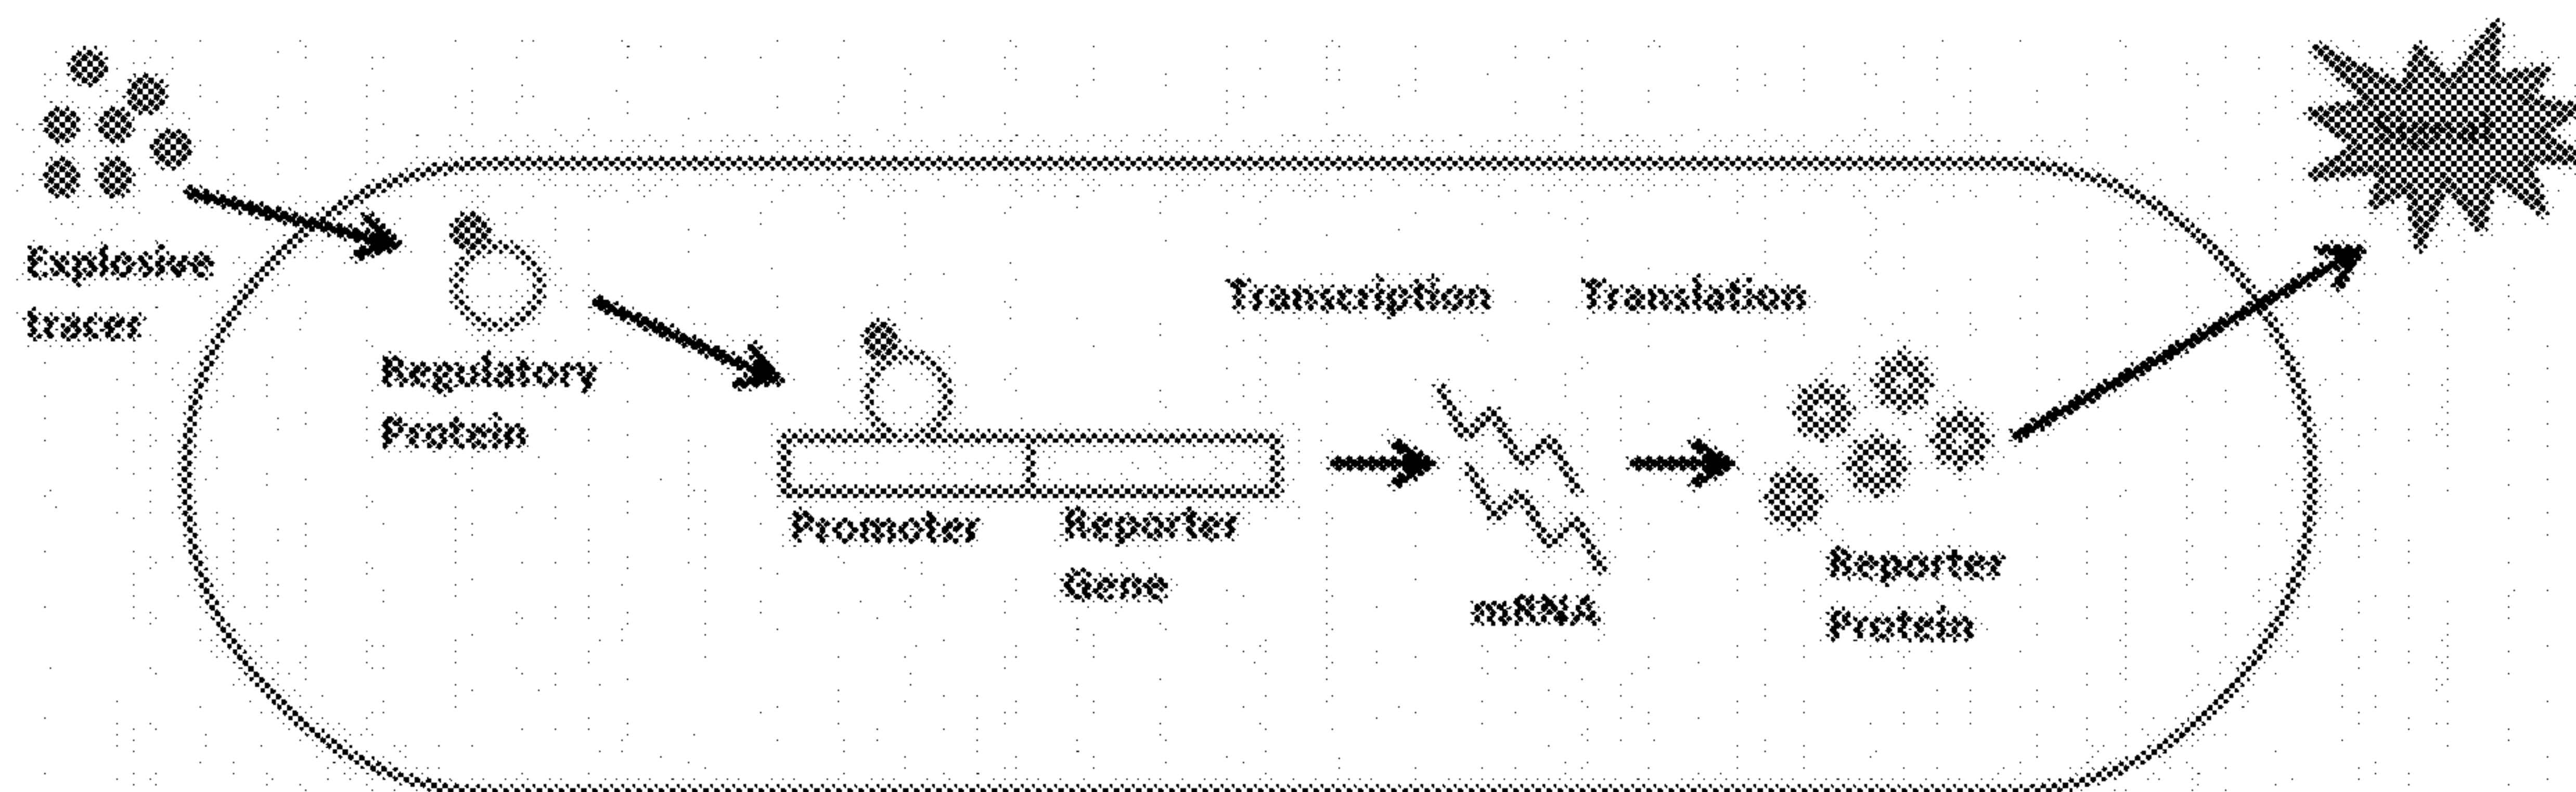 Explosive
tracer
Regulatory
Protein
Promoter
Reporter
Gene
Transcription
Translation
mRNA
Reporter
Protein